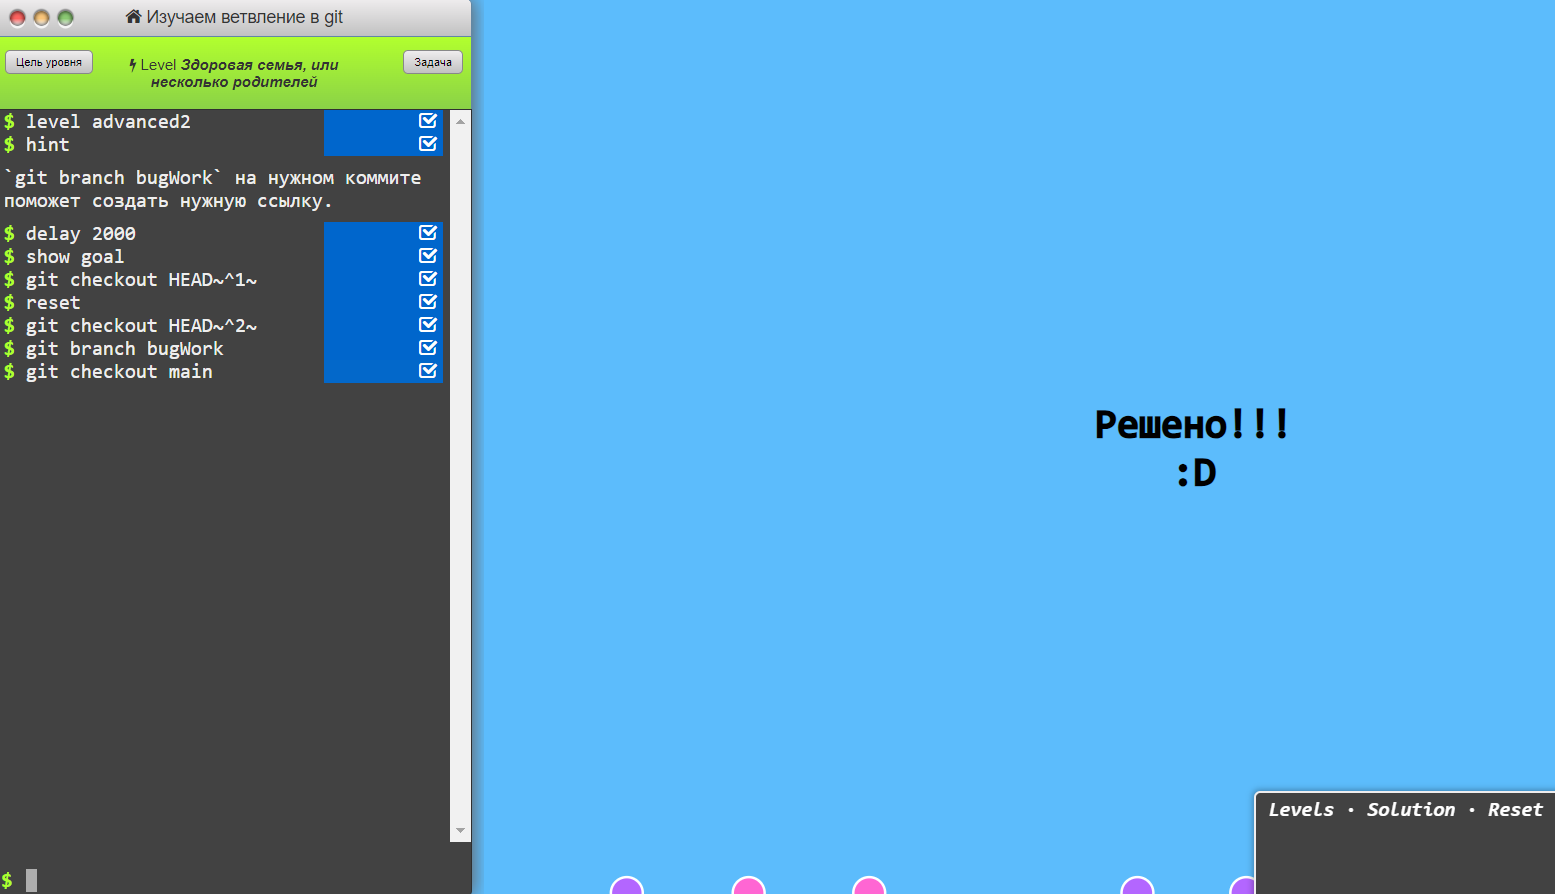 Изучаем ветвление в git
Цель уровня
Level Здоровая семья, или
несколько родителей
Задача
$ level advanced2
$ hint
`git branch bugWork` на нужном коммите
поможет создать нужную ссылку.
$ delay 2000
$ show goal
$ git checkout HEAD~^1~
$ reset
$ git checkout HEAD~^2~
$ git branch bugWork
$ git checkout main
$
Решено!!!
:D
Levels · Solution · Reset